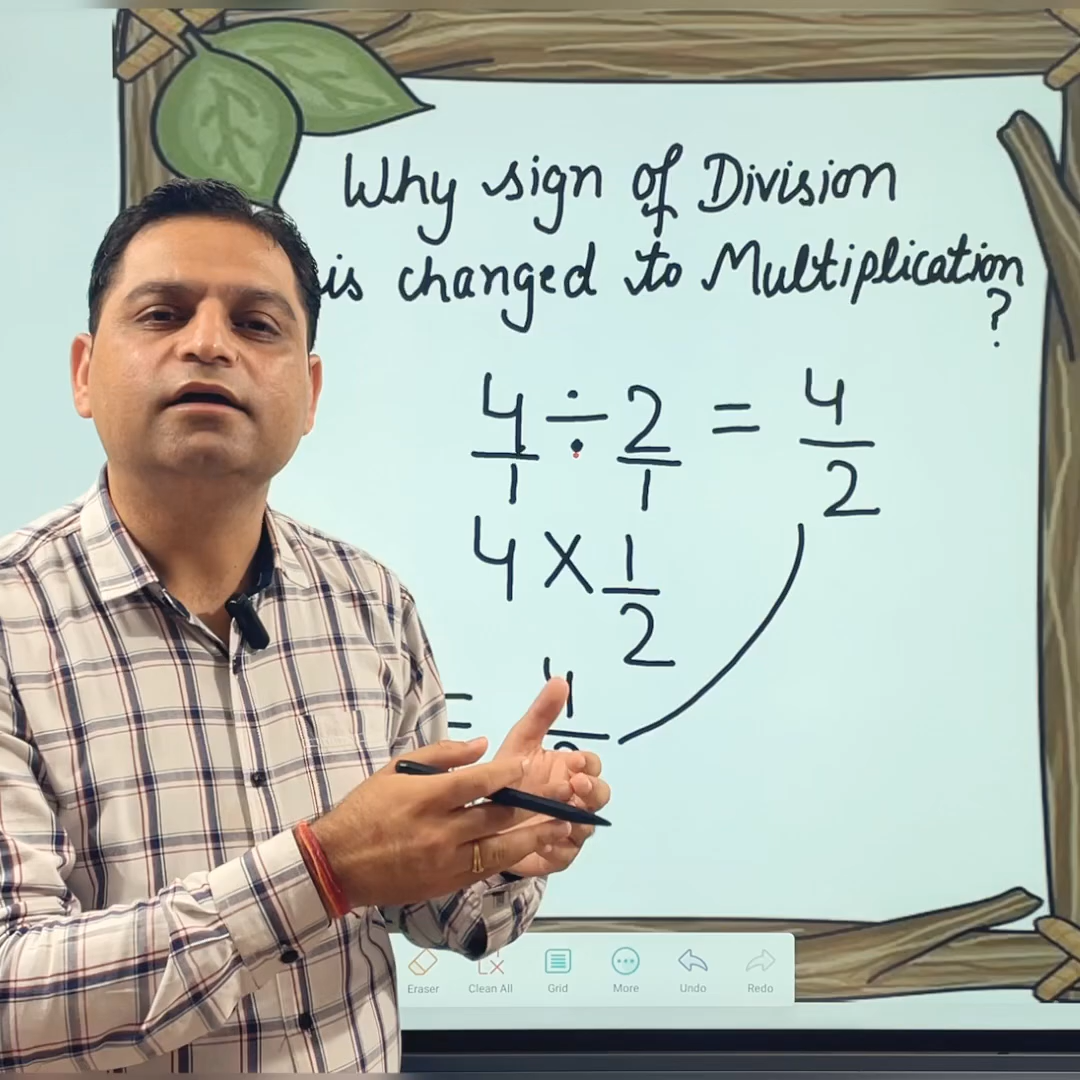 Why sign of Division
is changed to Multiplication
?
4/1 ÷ 2/1 = 4/2
4 × 1/2
= 4
Eraser Clean All Grid More Undo Redo